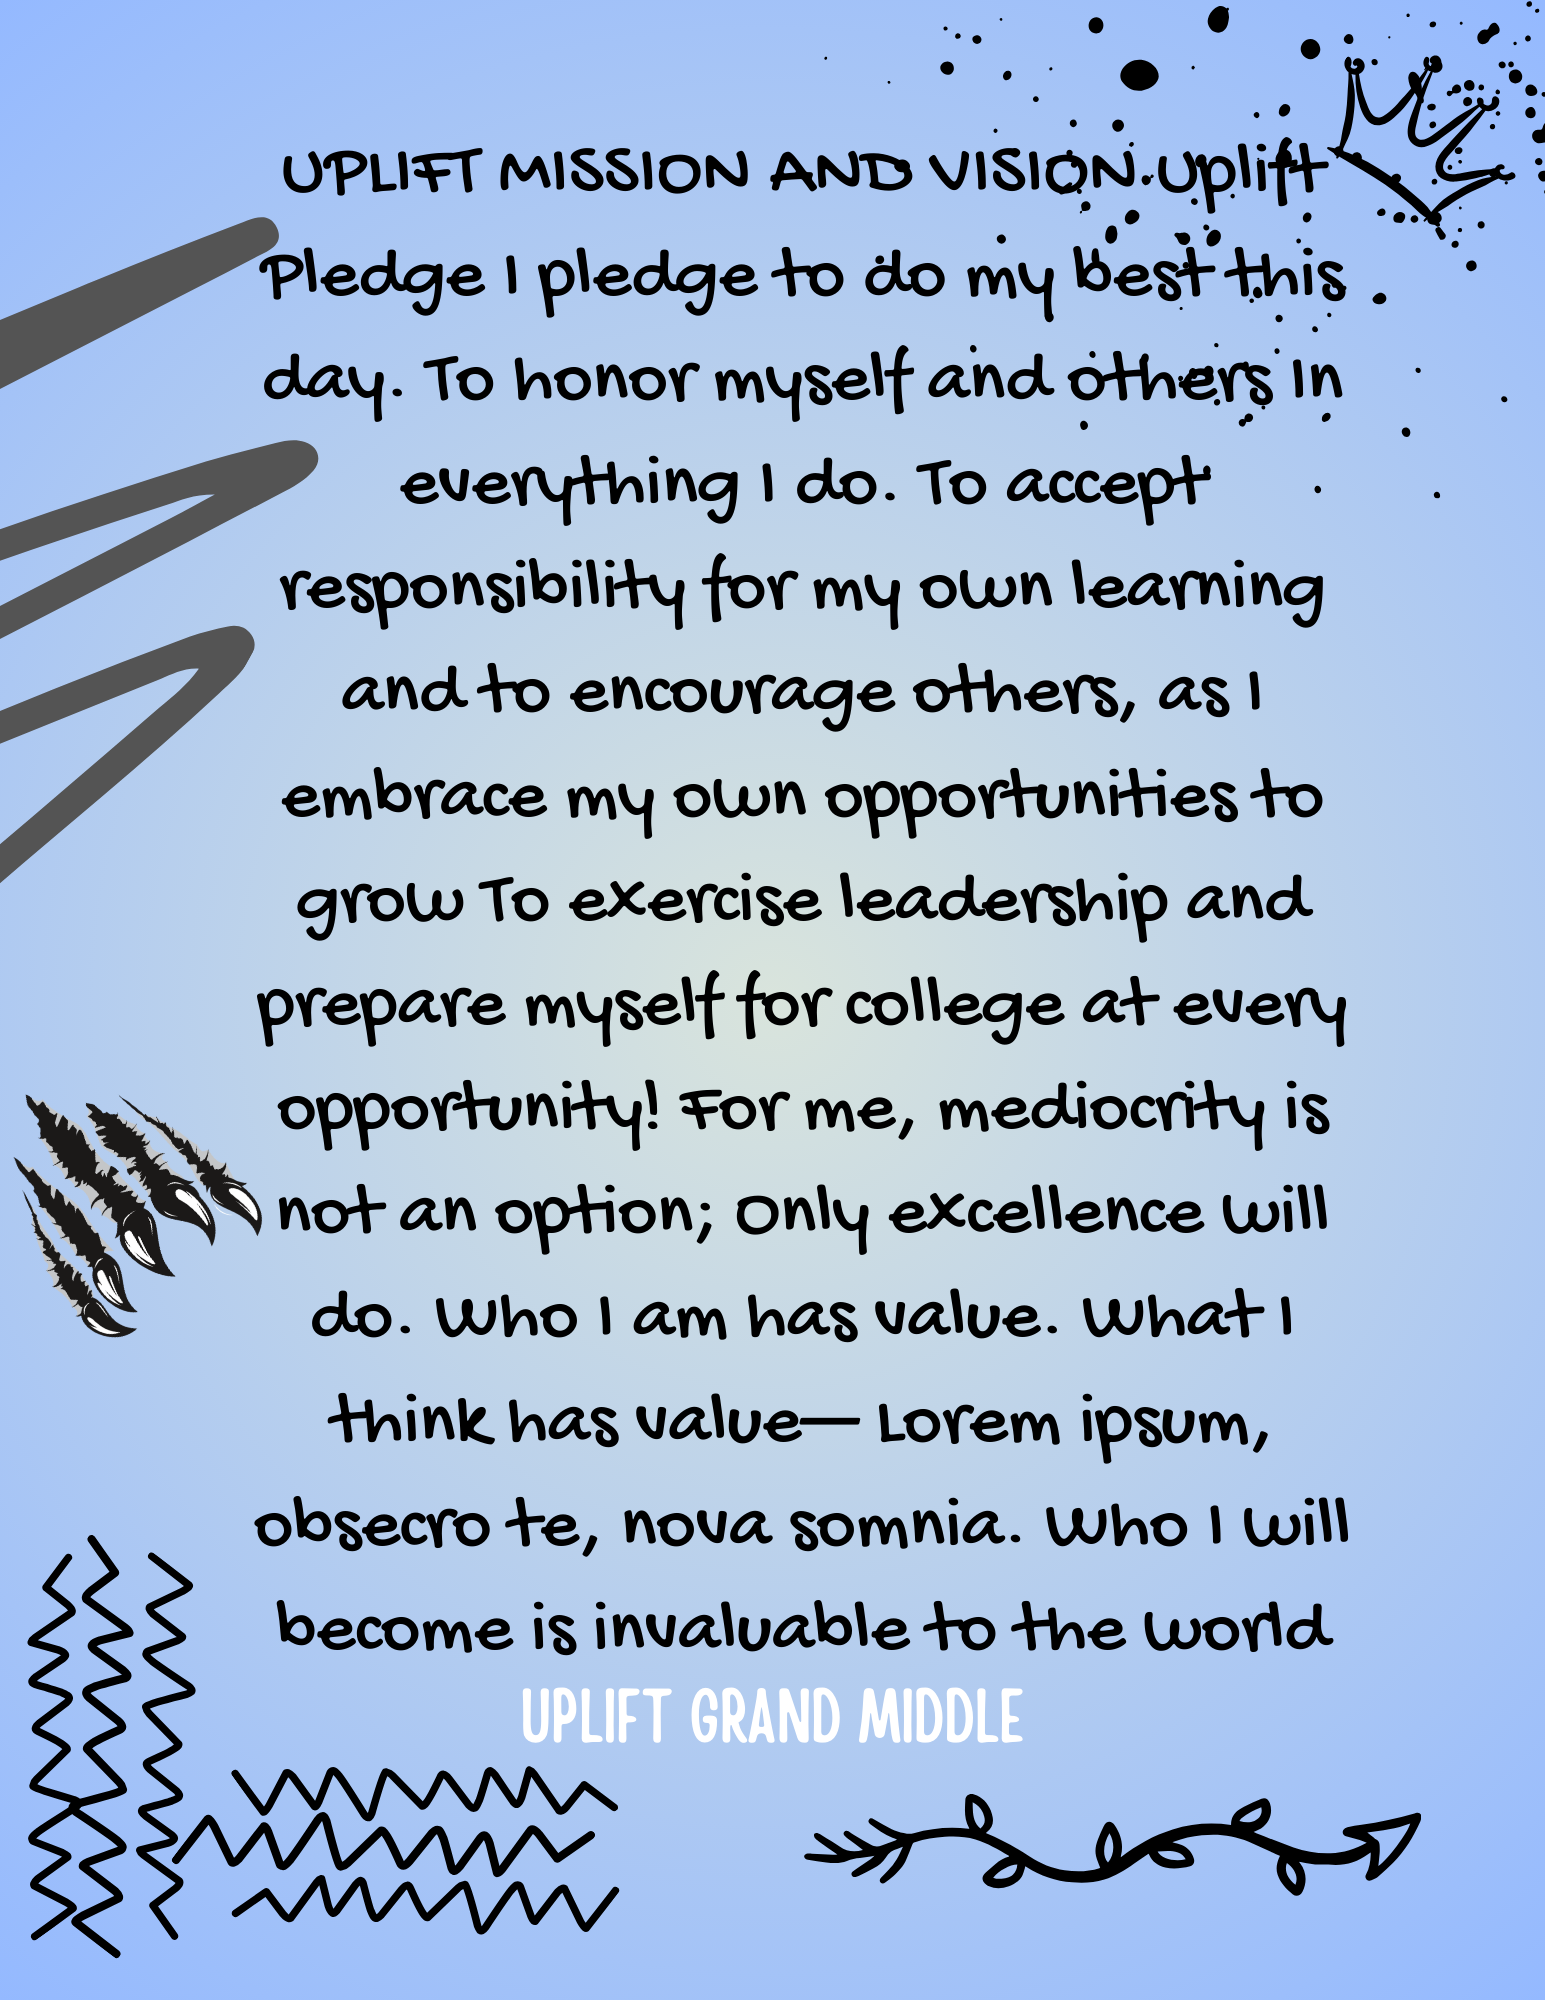 UPLIFT MISSION AND VISION Uplift
Pledge I pledge to do my best this
day. To honor myself and others In
everything I do. To accept
responsibility for my own learning
and to encourage others, as I
embrace my own opportunities to
grow To exercise leadership and
prepare myself for college at every
opportunity! For me, mediocrity is
not an option; Only excellence will
do. Who I am has value. What I
think has value— Lorem ipsum,
obsecro te, nova somnia. Who I will
become is invaluable to the world
UPLIFT GRAND MIDDLE